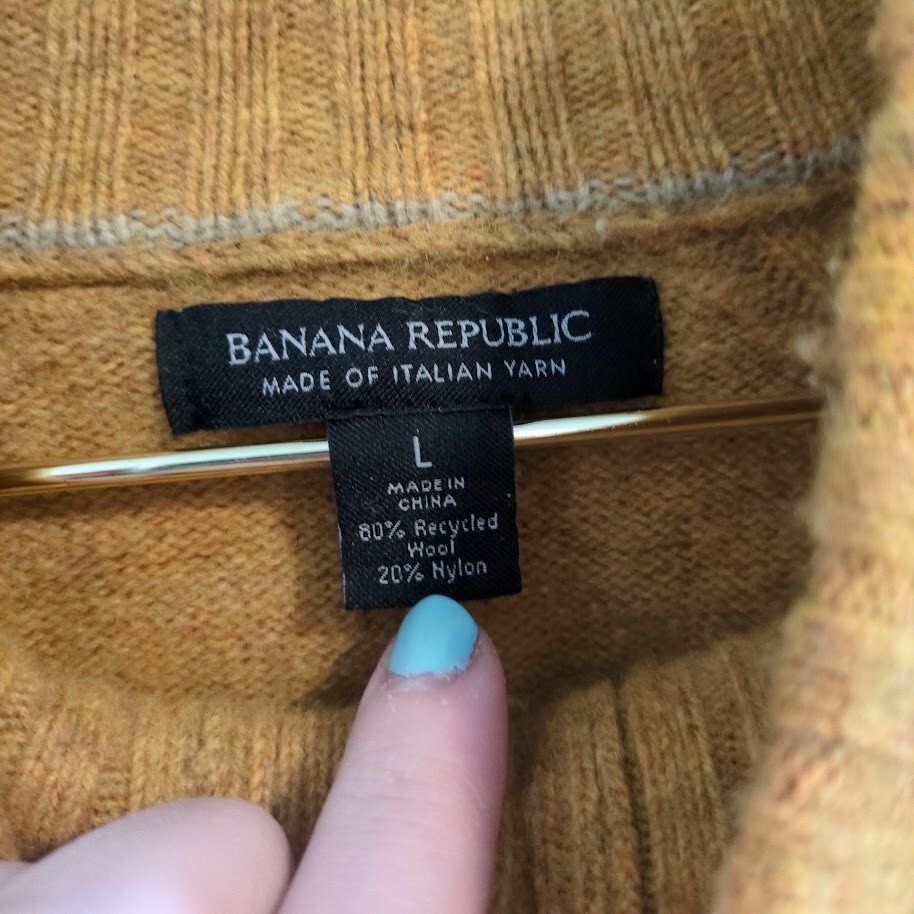 BANANA REPUBLIC
MADE OF ITALIAN YARN
L
MADE IN
CHINA
80% Recycled
Wool
20% Nylon